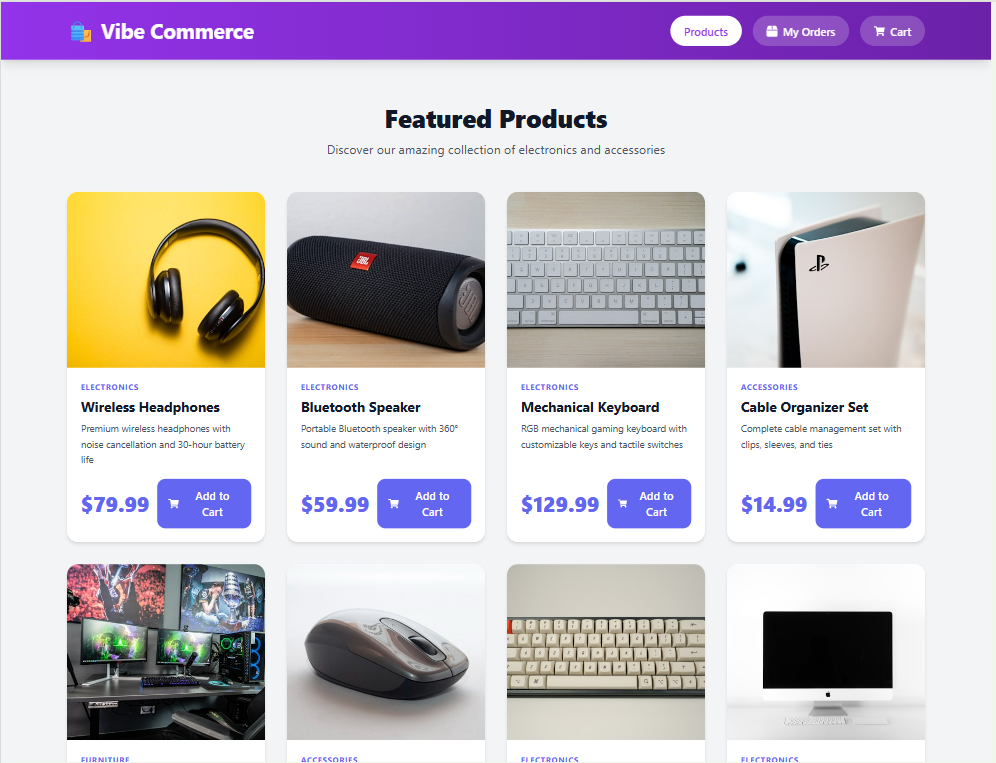 Vibe Commerce
Products
My Orders
Cart
Featured Products
Discover our amazing collection of electronics and accessories
JBL
ELECTRONICS
Wireless Headphones
Premium wireless headphones with
noise cancellation and 30-hour battery
life
$79.99
Add to
Cart
ELECTRONICS
Bluetooth Speaker
Portable Bluetooth speaker with 360°
sound and waterproof design
$59.99
Add to
Cart
ELECTRONICS
Mechanical Keyboard
RGB mechanical gaming keyboard with
customizable keys and tactile switches
$129.99
Add to
Cart
ACCESSORIES
Cable Organizer Set
Complete cable management set with
clips, sleeves, and ties
$14.99
Add to
Cart
FURNITURE
ACCESSORIES
ELECTRONICS
ELECTRONICS